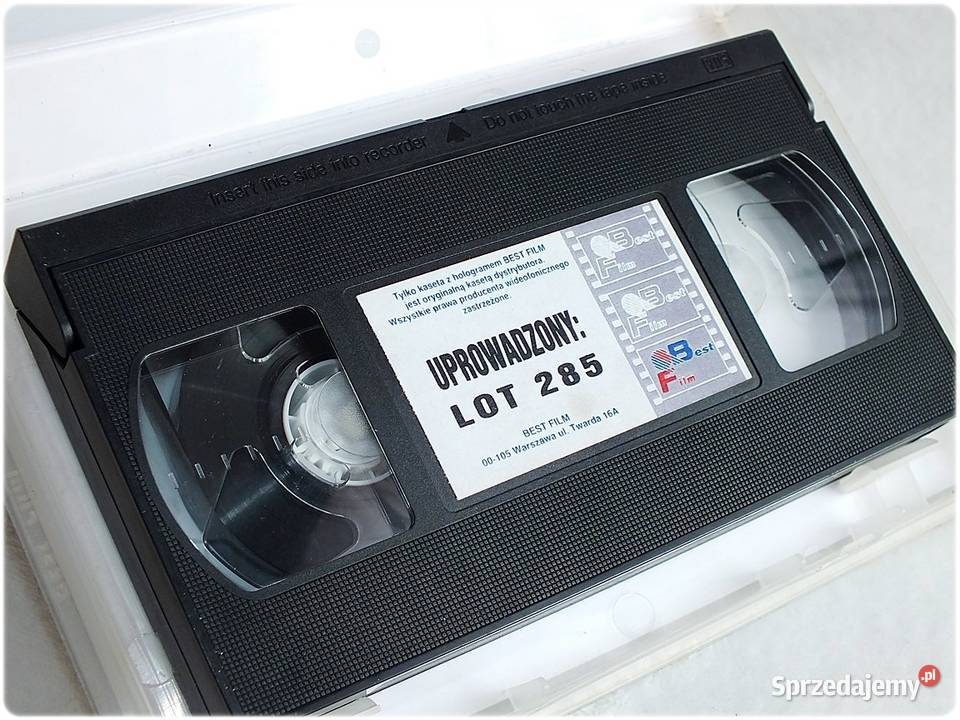 Insert this side into recorder ▲ Do not touch the tape inside VHS
Tylko kaseta z hologramem BEST FILM
jest oryginalną kasetą dystrybutora.
Wszystkie prawa producenta wideofonicznego
zastrzeżone.
UPROWADZONY:
LOT 285
BEST FILM
00-105 Warszawa ul. Twarda 16A
Best
Film
Best
Film
Best
Film
Sprzedajemy.pl